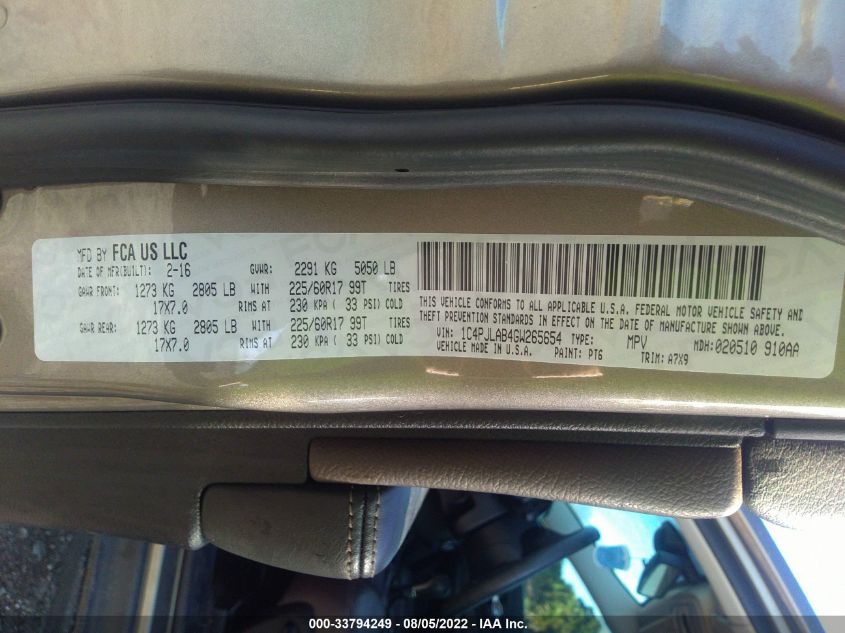 MFD BY FCA US LLC
DATE OF MFR(BUILT): 2-16 GVWR: 2291 KG 5050 LB
GAWR FRONT: 1273 KG 2805 LB WITH 225/60R17 99T TIRES
17X7.0 RIMS AT 230 KPA ( 33 PSI) COLD
GAWR REAR: 1273 KG 2805 LB WITH 225/60R17 99T TIRES
17X7.0 RIMS AT 230 KPA ( 33 PSI) COLD
THIS VEHICLE CONFORMS TO ALL APPLICABLE U.S.A. FEDERAL MOTOR VEHICLE SAFETY AND
THEFT PREVENTION STANDARDS IN EFFECT ON THE DATE OF MANUFACTURE SHOWN ABOVE.
VIN: 1C4PJLAB4GW265654 TYPE: MPV MDH:020510 910AA
VEHICLE MADE IN U.S.A. PAINT: PTG TRIM: A7X9
000-33794249 - 08/05/2022 - IAA Inc.